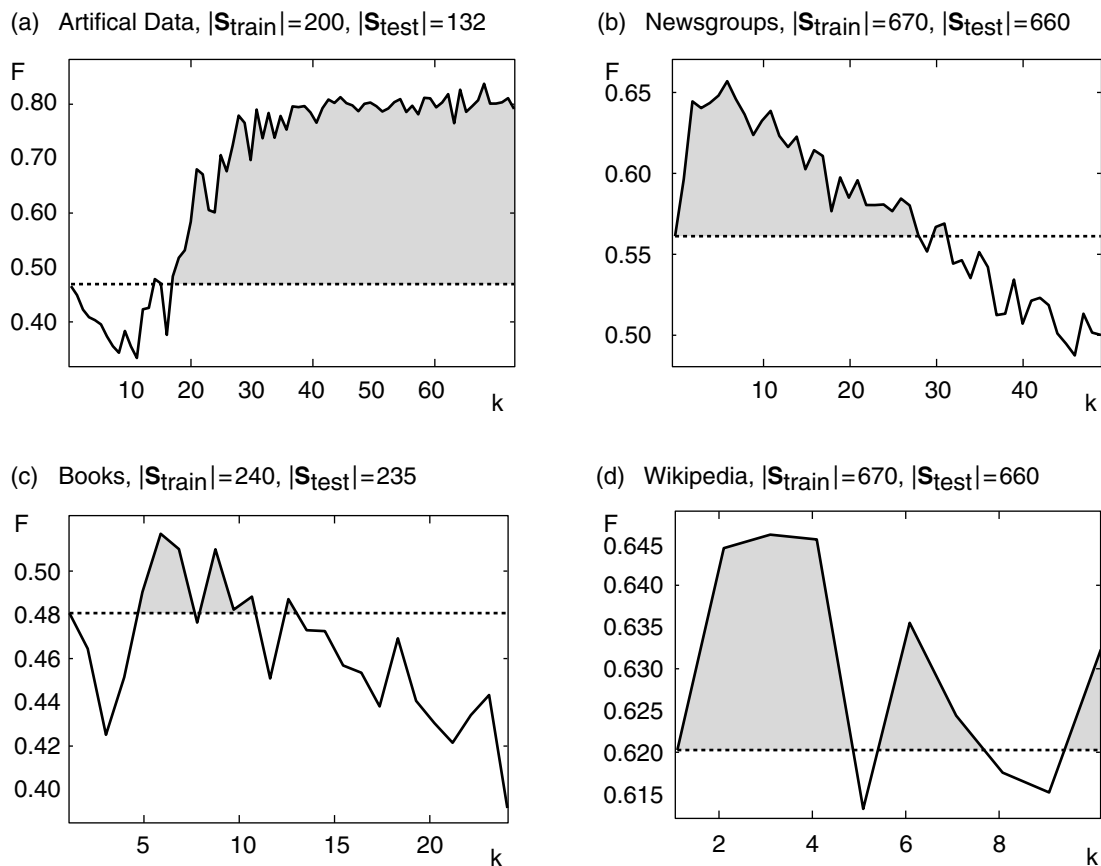 (a) Artifical Data, |Strain|=200, |Stest|=132
F
0.80
0.70
0.60
0.50
0.40
10 20 30 40 50 60
k
(b) Newsgroups, |Strain|=670, |Stest|=660
F
0.65
0.60
0.55
0.50
10 20 30 40
k
(c) Books, |Strain|=240, |Stest|=235
F
0.50
0.48
0.46
0.44
0.42
0.40
5 10 15 20
k
(d) Wikipedia, |Strain|=670, |Stest|=660
F
0.645
0.640
0.635
0.630
0.625
0.620
0.615
2 4 6 8
k